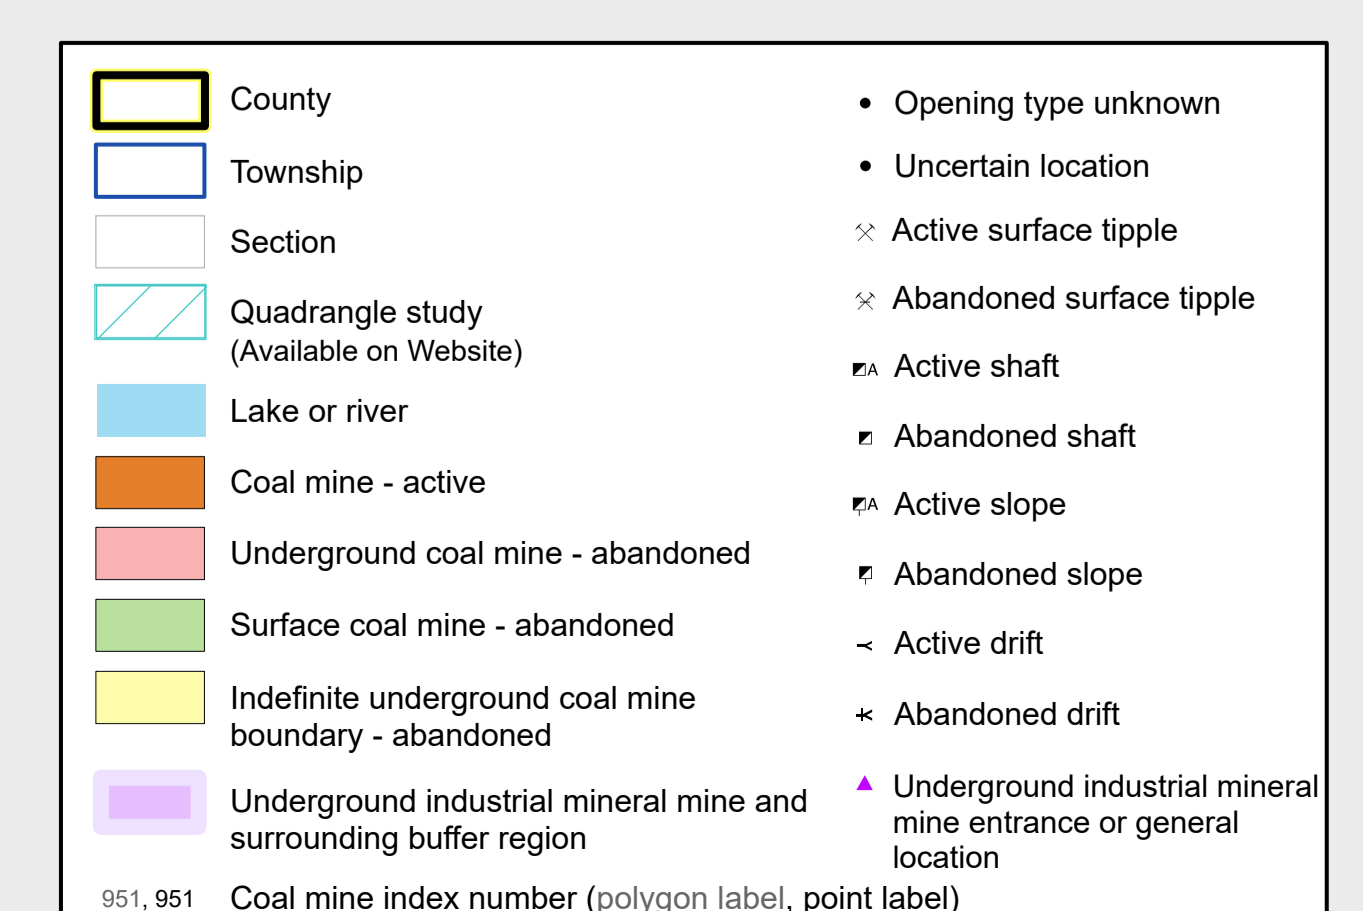 County
Township
Section
Quadrangle study
(Available on Website)
Lake or river
Coal mine - active
Underground coal mine - abandoned
Surface coal mine - abandoned
Indefinite underground coal mine
boundary - abandoned
Underground industrial mineral mine and
surrounding buffer region
951, 951 Coal mine index number (polygon label, point label)
Opening type unknown
Uncertain location
Active surface tipple
Abandoned surface tipple
A Active shaft
Abandoned shaft
A Active slope
Abandoned slope
Active drift
Abandoned drift
Underground industrial mineral
mine entrance or general
location